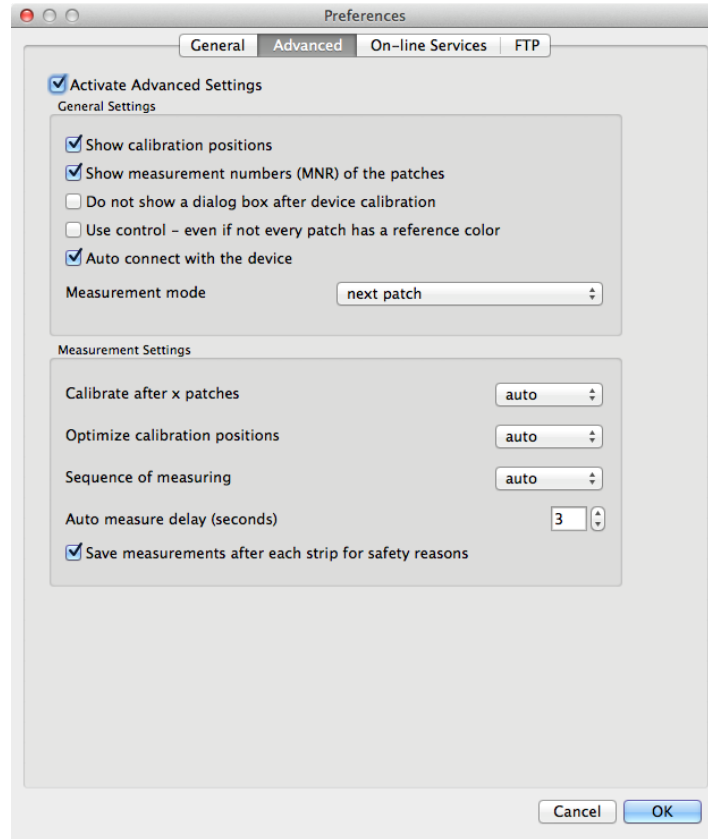 Preferences
General Advanced On-line Services FTP
Activate Advanced Settings
General Settings
Show calibration positions
Show measurement numbers (MNR) of the patches
Do not show a dialog box after device calibration
Use control – even if not every patch has a reference color
Auto connect with the device
Measurement mode next patch
Measurement Settings
Calibrate after x patches auto
Optimize calibration positions auto
Sequence of measuring auto
Auto measure delay (seconds) 3
Save measurements after each strip for safety reasons
Cancel OK